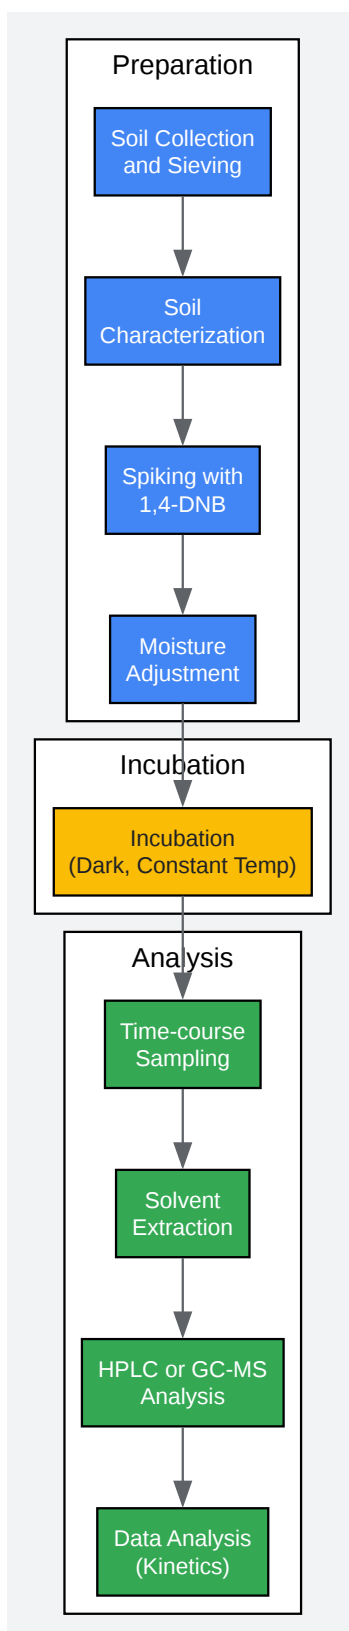 Preparation
Soil Collection
and Sieving
Soil
Characterization
Spiking with
1,4-DNB
Moisture
Adjustment
Incubation
Incubation
(Dark, Constant Temp)
Analysis
Time-course
Sampling
Solvent
Extraction
HPLC or GC-MS
Analysis
Data Analysis
(Kinetics)